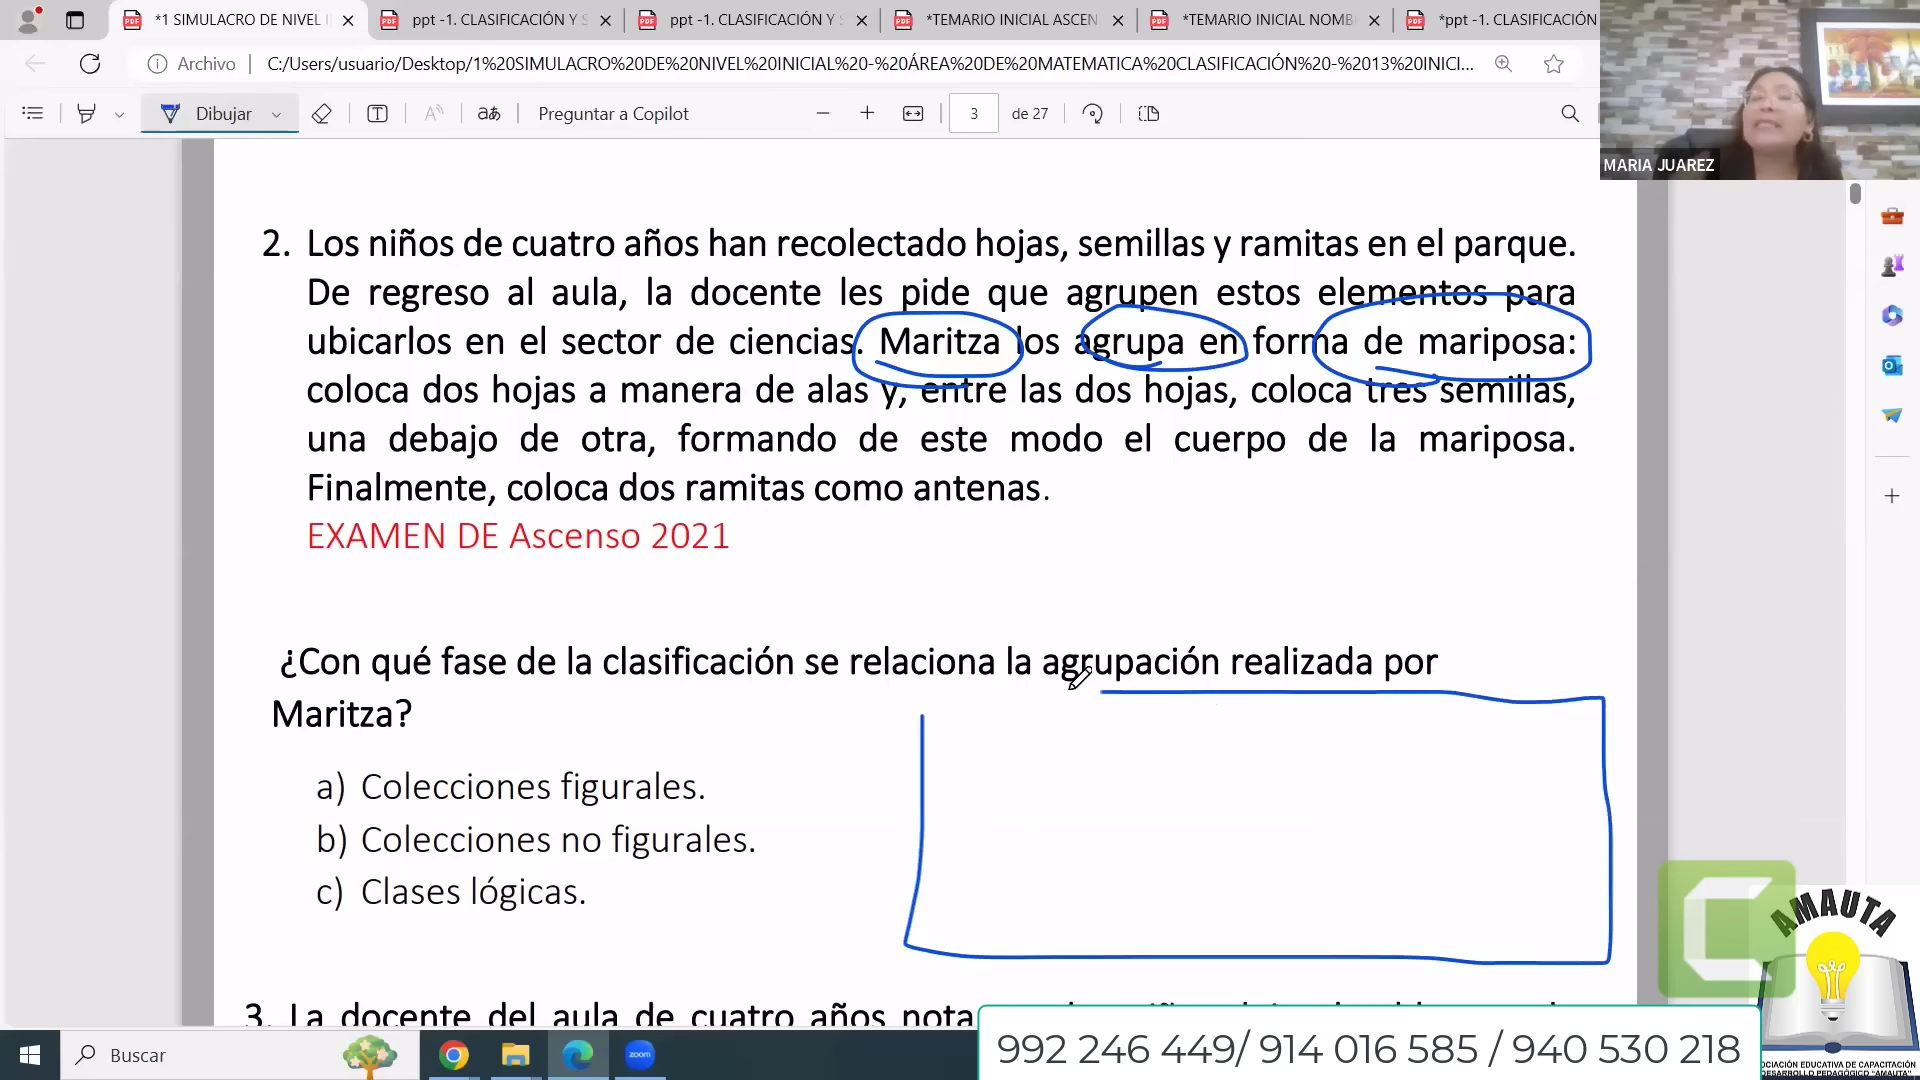 *1 SIMULACRO DE NIVEL I
ppt -1. CLASIFICACIÓN Y S
ppt -1. CLASIFICACIÓN Y S
*TEMARIO INICIAL ASCEN
*TEMARIO INICIAL NOMB
*ppt -1. CLASIFICACIÓN
Archivo
C:/Users/usuario/Desktop/1%20SIMULACRO%20DE%20NIVEL%20INICIAL%20-%20ÁREA%20DE%20MATEMATICA%20CLASIFICACIÓN%20-%2013%20INICI...
Dibujar
Preguntar a Copilot
3 de 27
MARIA JUAREZ
2. Los niños de cuatro años han recolectado hojas, semillas y ramitas en el parque.
De regreso al aula, la docente les pide que agrupen estos elementos para
ubicarlos en el sector de ciencias. Maritza los agrupa en forma de mariposa:
coloca dos hojas a manera de alas y, entre las dos hojas, coloca tres semillas,
una debajo de otra, formando de este modo el cuerpo de la mariposa.
Finalmente, coloca dos ramitas como antenas.
EXAMEN DE Ascenso 2021
¿Con qué fase de la clasificación se relaciona la agrupación realizada por
Maritza?
a) Colecciones figurales.
b) Colecciones no figurales.
c) Clases lógicas.
3. La docente del aula de cuatro años nota
992 246 449/ 914 016 585 / 940 530 218
AMAUTA
OCIACIÓN EDUCATIVA DE CAPACITACIÓN
DESARROLLO PEDAGÓGICO "AMAUTA"
Buscar
zoom